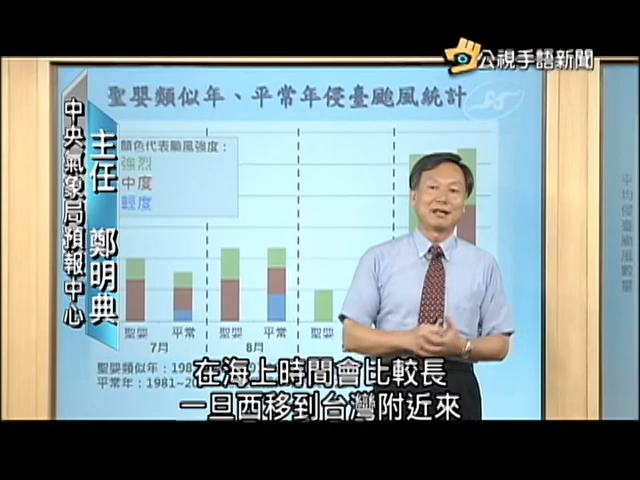 公視手語新聞
聖嬰類似年、平常年侵臺颱風統計
中央氣象局預報中心
主任 鄭明典
顏色代表颱風強度：
強烈
中度
輕度
聖嬰 平常 聖嬰 平常 聖嬰
7月 8月
平均侵臺颱風數量
聖嬰類似年：198
平常年：1981~20
在海上時間會比較長
一旦西移到台灣附近來